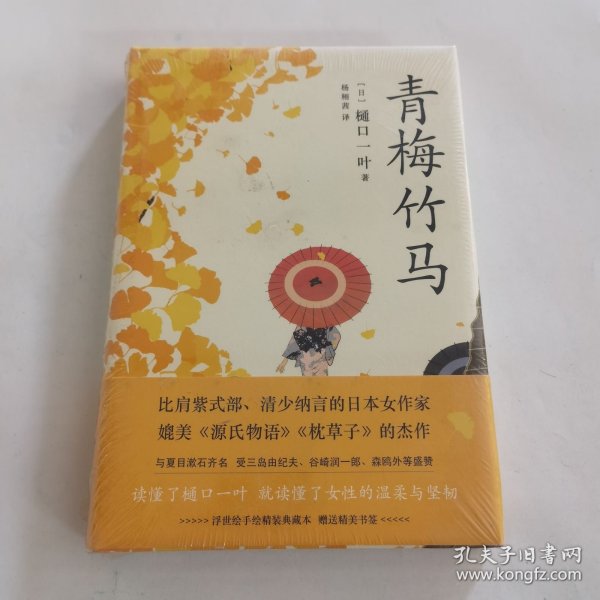 青梅竹马
〔日〕樋口一叶 著
杨栩茜 译
比肩紫式部、清少纳言的日本女作家
媲美《源氏物语》《枕草子》的杰作
与夏目漱石齐名 受三岛由纪夫、谷崎润一郎、森鸥外等盛赞
读懂了樋口一叶 就读懂了女性的温柔与坚韧
>>>>> 浮世绘手绘精装典藏本 赠送精美书签 <<<<<
孔夫子旧书网
www.kongfz.com